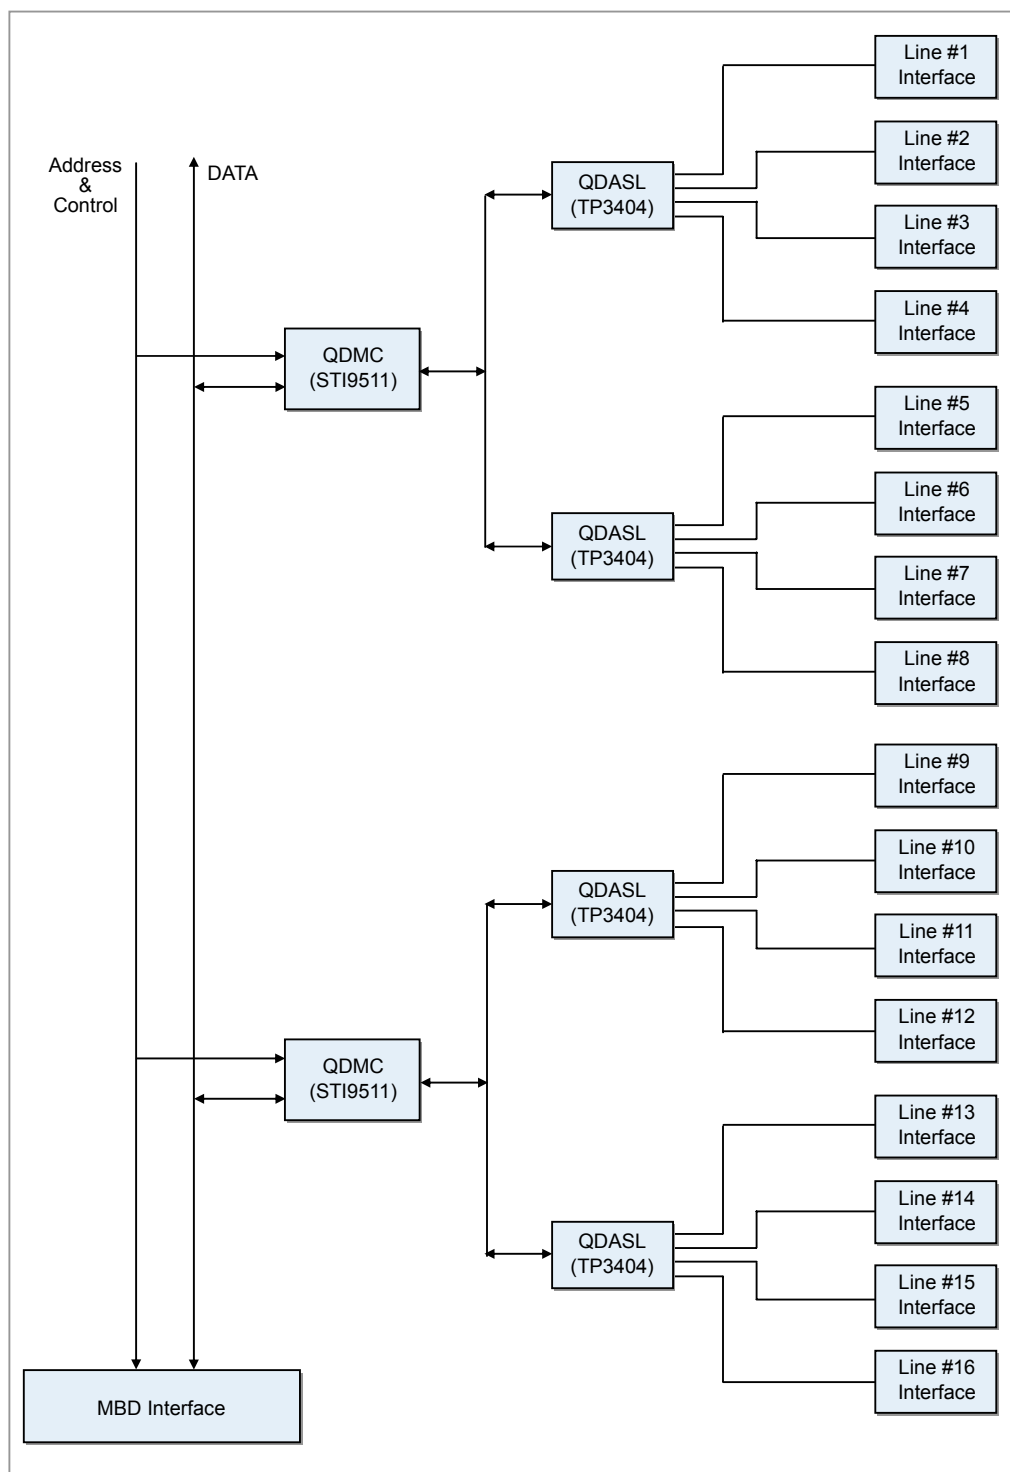 Address
&
Control
DATA
QDMC
(STI9511)
QDASL
(TP3404)
Line #1
Interface
Line #2
Interface
Line #3
Interface
Line #4
Interface
QDASL
(TP3404)
Line #5
Interface
Line #6
Interface
Line #7
Interface
Line #8
Interface
QDMC
(STI9511)
QDASL
(TP3404)
Line #9
Interface
Line #10
Interface
Line #11
Interface
Line #12
Interface
QDASL
(TP3404)
Line #13
Interface
Line #14
Interface
Line #15
Interface
Line #16
Interface
MBD Interface